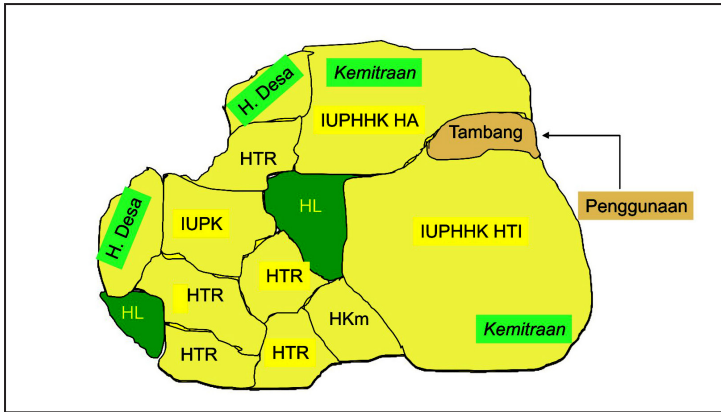 H. Desa
Kemitraan
IUPHHK HA
Tambang
HTR
Penggunaan
HL
IUPK
H. Desa
IUPHHK HTI
HTR
HTR
HL
HKm
Kemitraan
HTR
HTR